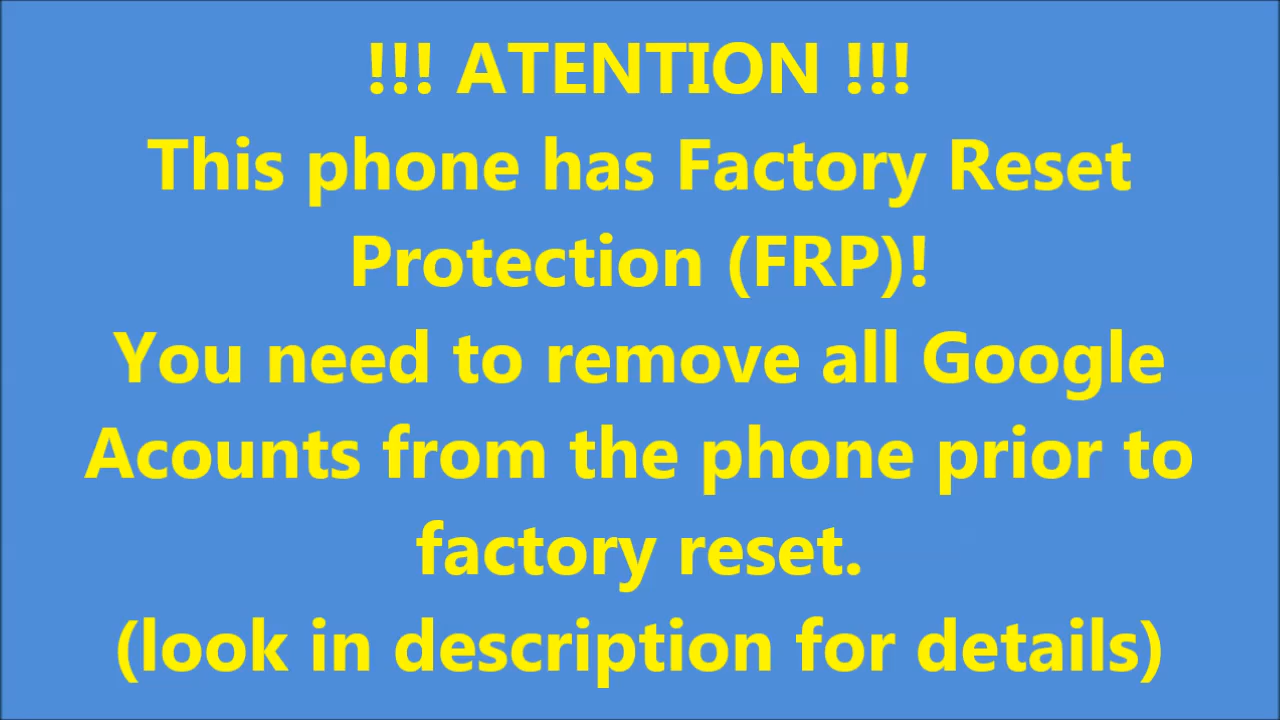 !!! ATENTION !!!
This phone has Factory Reset
Protection (FRP)!
You need to remove all Google
Acounts from the phone prior to
factory reset.
(look in description for details)